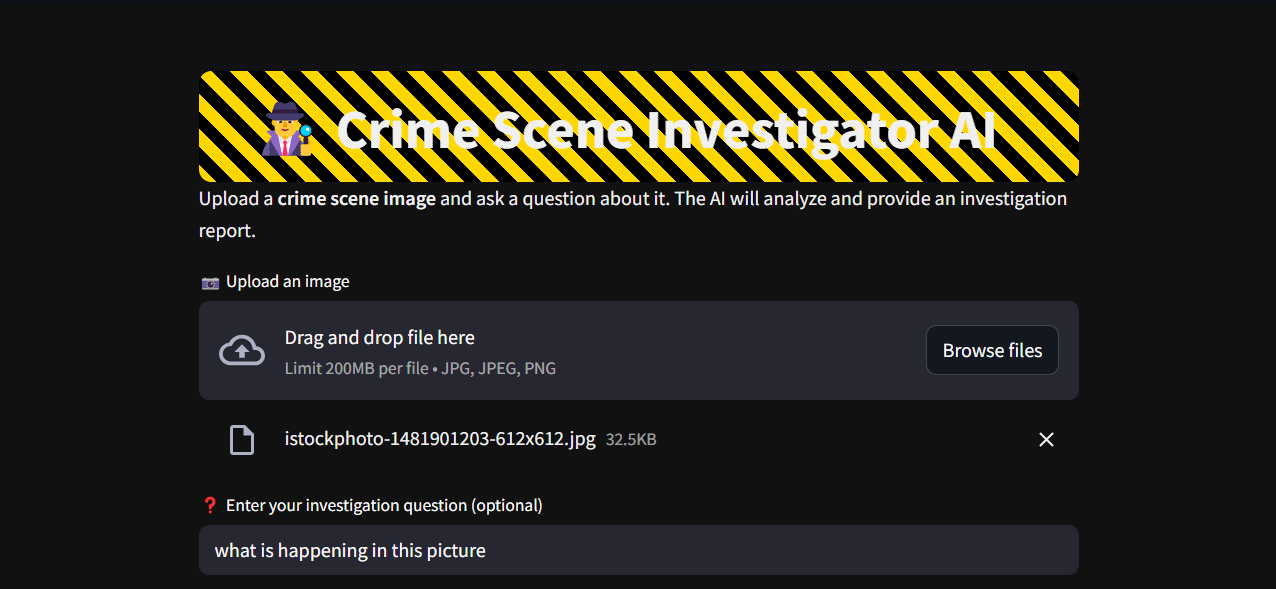 Crime Scene Investigator AI
Upload a crime scene image and ask a question about it. The AI will analyze and provide an investigation
report.
Upload an image
Drag and drop file here
Limit 200MB per file • JPG, JPEG, PNG
Browse files
istockphoto-1481901203-612x612.jpg 32.5KB
❓ Enter your investigation question (optional)
what is happening in this picture